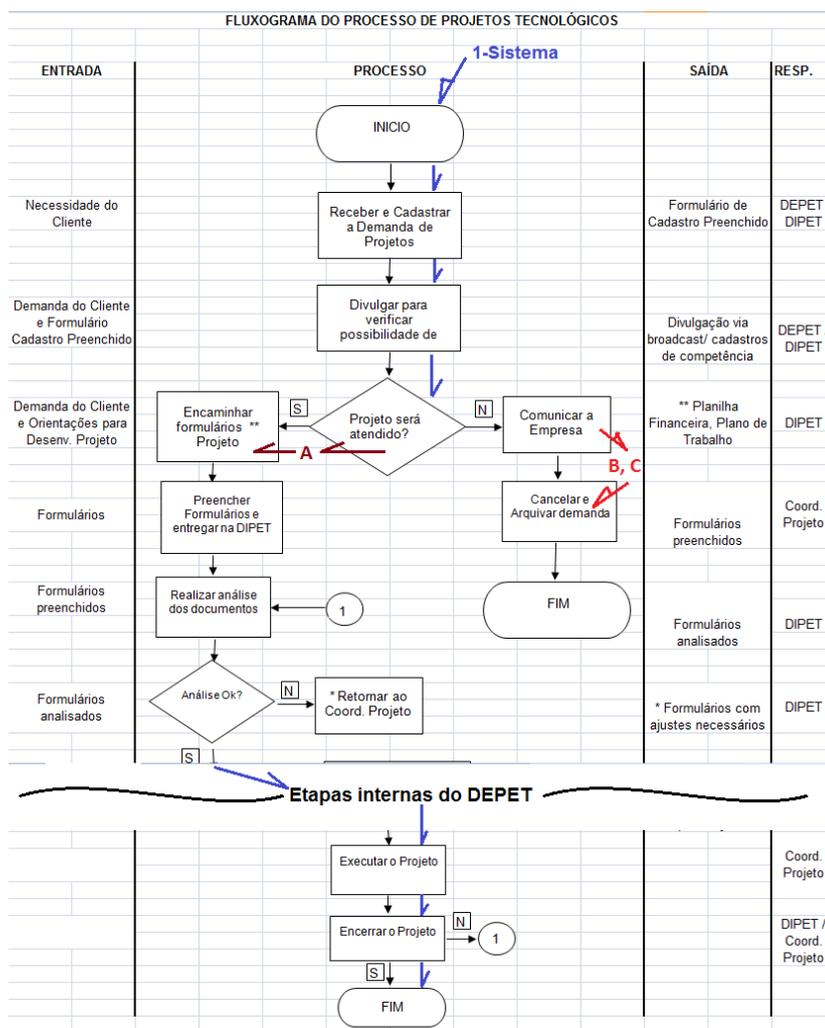 FLUXOGRAMA DO PROCESSO DE PROJETOS TECNOLÓGICOS
1-Sistema
ENTRADA
PROCESSO
SAÍDA
RESP.
INICIO
Necessidade do
Cliente
Receber e Cadastrar
a Demanda de
Projetos
Formulário de
Cadastro Preenchido
DEPET
DIPET
Demanda do Cliente
e Formulário
Cadastro Preenchido
Divulgar para
verificar
possibilidade de
Divulgação via
broadcast/ cadastros
de competência
DEPET
DIPET
Demanda do Cliente
e Orientações para
Desenv. Projeto
Encaminhar
formulários **
Projeto
S
Projeto será
atendido?
N
Comunicar a
Empresa
** Planilha
Financeira, Plano de
Trabalho
DIPET
A
B, C
Formulários
Preencher
Formulários e
entregar na DIPET
Cancelar e
Arquivar demanda
Formulários
preenchidos
Coord.
Projeto
Formulários
preenchidos
Realizar análise
dos documentos
1
FIM
Formulários
analisados
DIPET
Formulários
analisados
Análise Ok?
N
* Retornar ao
Coord. Projeto
* Formulários com
ajustes necessários
DIPET
S
Etapas internas do DEPET
Executar o Projeto
Coord.
Projeto
Encerrar o Projeto
N
1
DIPET /
Coord.
Projeto
S
FIM